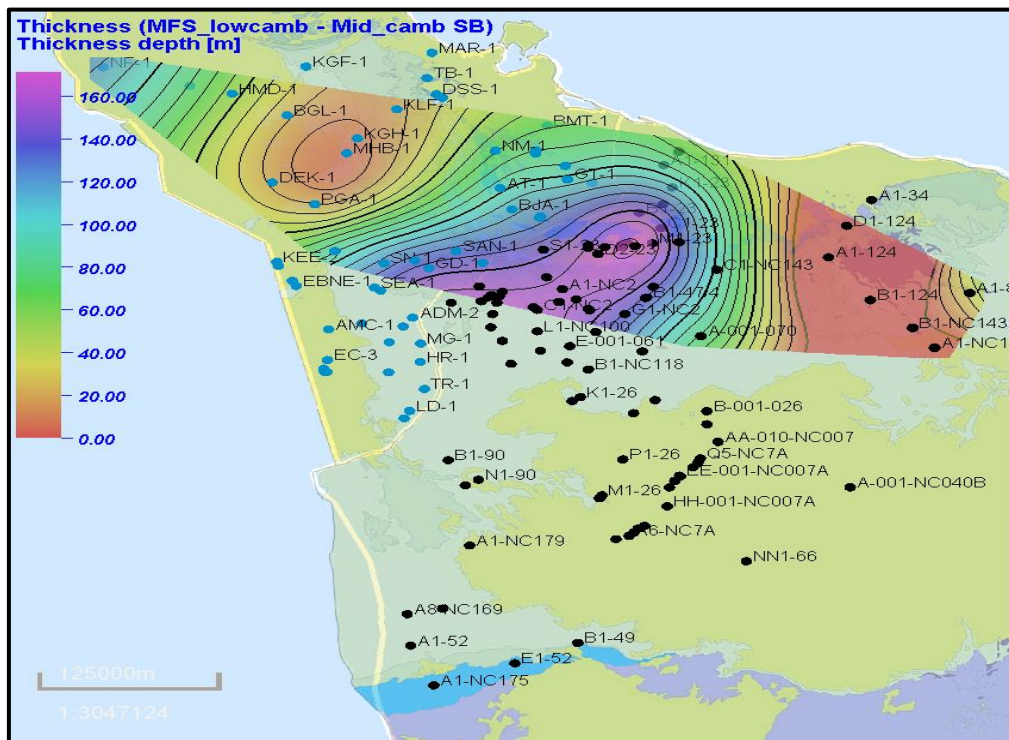 Thickness (MFS_lowcamb - Mid_camb SB)
Thickness depth [m]
160.00
140.00
120.00
100.00
80.00
60.00
40.00
20.00
0.00
MAR-1
KGF-1
TB-1
HMD-1
DSS-1
BGL-1
KLF-1
BMT-1
KGH-1
NM-1
MHB-1
A1-131
DEK-1
AT-1
GT-1
A1-34
PGA-1
BJA-1
D1-124
KEE-2
SN-1
SAN-1
D2-23
A1-124
GD-1
C1-NC143
EBNE-1
SEA-1
A1-NC2
B1-124
ADM-2
G1-NC2
AMC-1
L1-NC100
A-001-070
B1-NC143
MG-1
E-001-061
EC-3
HR-1
B1-NC118
TR-1
K1-26
LD-1
B-001-026
AA-010-NC007
B1-90
P1-26
Q5-NC7A
N1-90
EE-001-NC007A
M1-26
A-001-NC040B
HH-001-NC007A
A6-NC7A
A1-NC179
NN1-66
A8-NC169
A1-52
B1-49
E1-52
125000m
A1-NC175
1:3047124